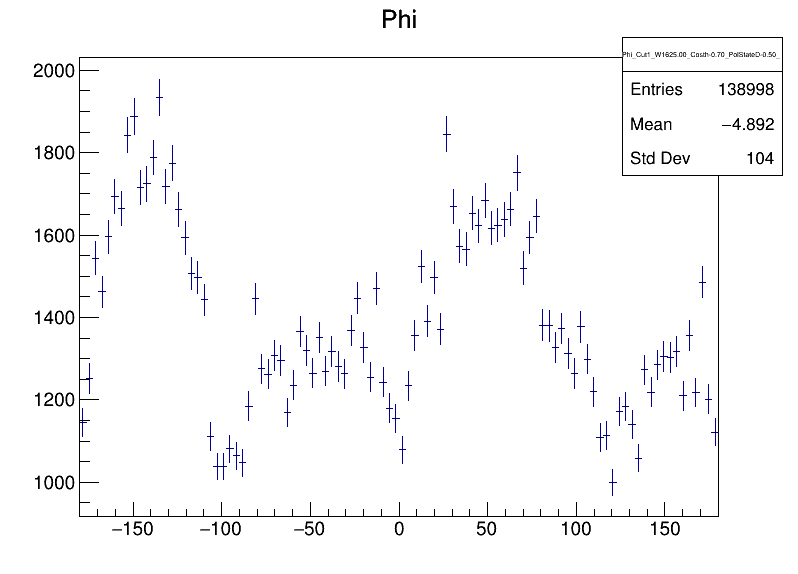 Phi
Phi_Cut1_W1625.00_Costh-0.70_PolStateD-0.50_
Entries 138998
Mean −4.892
Std Dev 104
2000
1800
1600
1400
1200
1000
−150 −100 −50 0 50 100 150